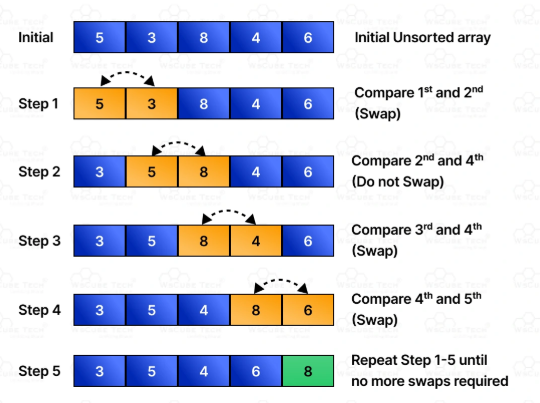 Initial 5 3 8 4 6 Initial Unsorted array
Step 1 5 3 8 4 6 Compare 1st and 2nd
(Swap)
Step 2 3 5 8 4 6 Compare 2nd and 4th
(Do not Swap)
Step 3 3 5 8 4 6 Compare 3rd and 4th
(Swap)
Step 4 3 5 4 8 6 Compare 4th and 5th
(Swap)
Step 5 3 5 4 6 8 Repeat Step 1-5 until
no more swaps required